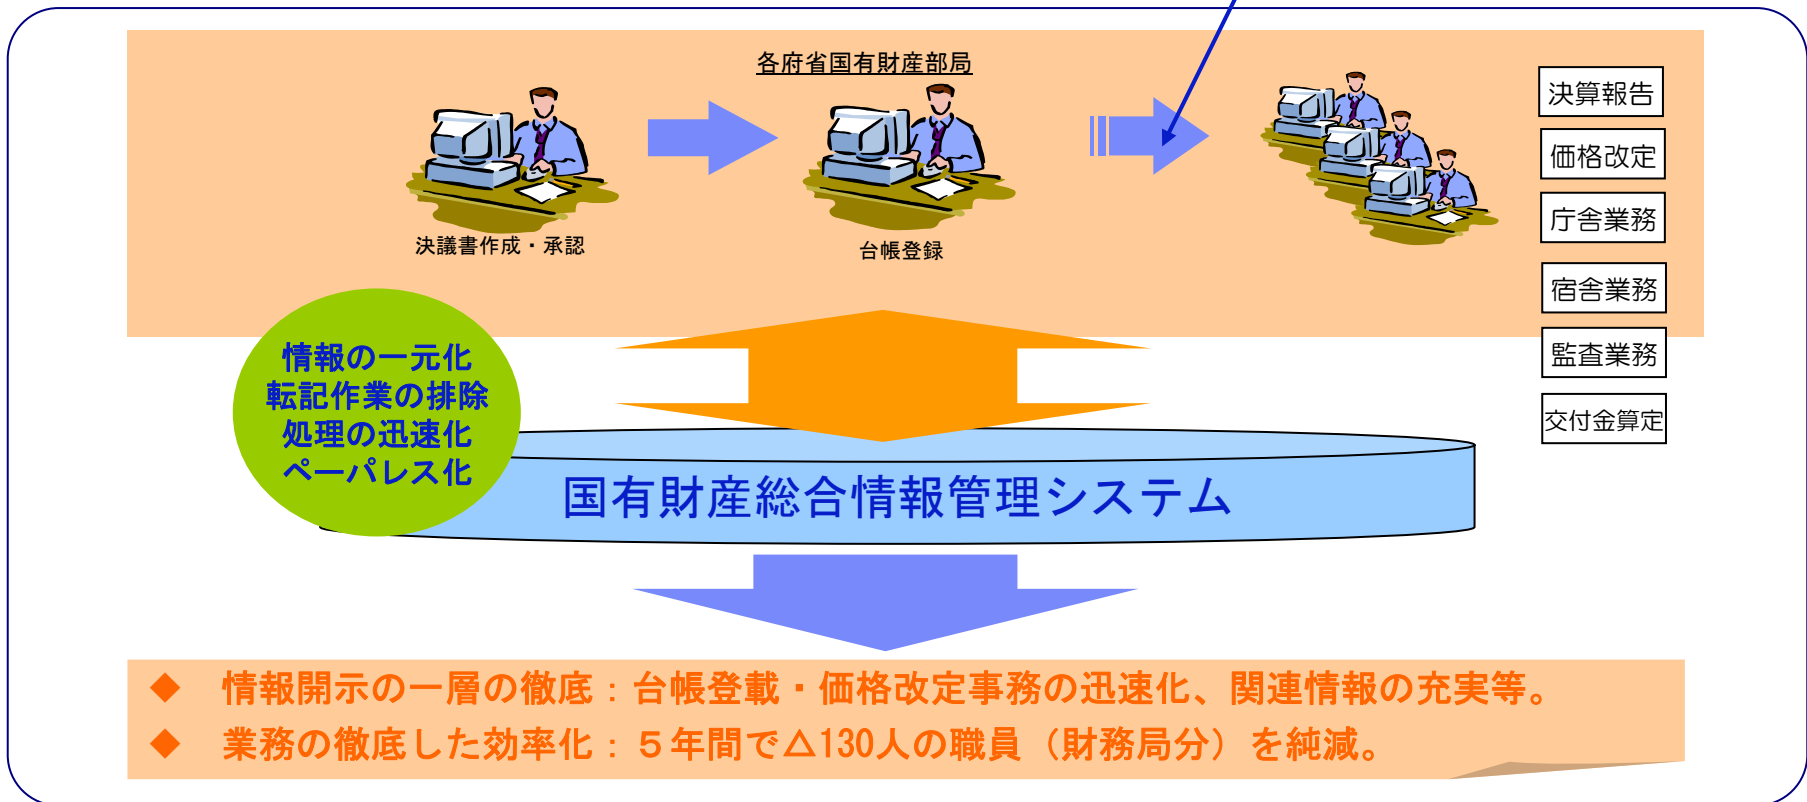 各府省国有財産部局
決議書作成・承認
台帳登録
決算報告
価格改定
庁舎業務
宿舎業務
監査業務
交付金算定
情報の一元化
転記作業の排除
処理の迅速化
ペーパレス化
国有財産総合情報管理システム
◆ 情報開示の一層の徹底：台帳登載・価格改定事務の迅速化、関連情報の充実等。
◆ 業務の徹底した効率化：５年間で△130人の職員（財務局分）を純減。